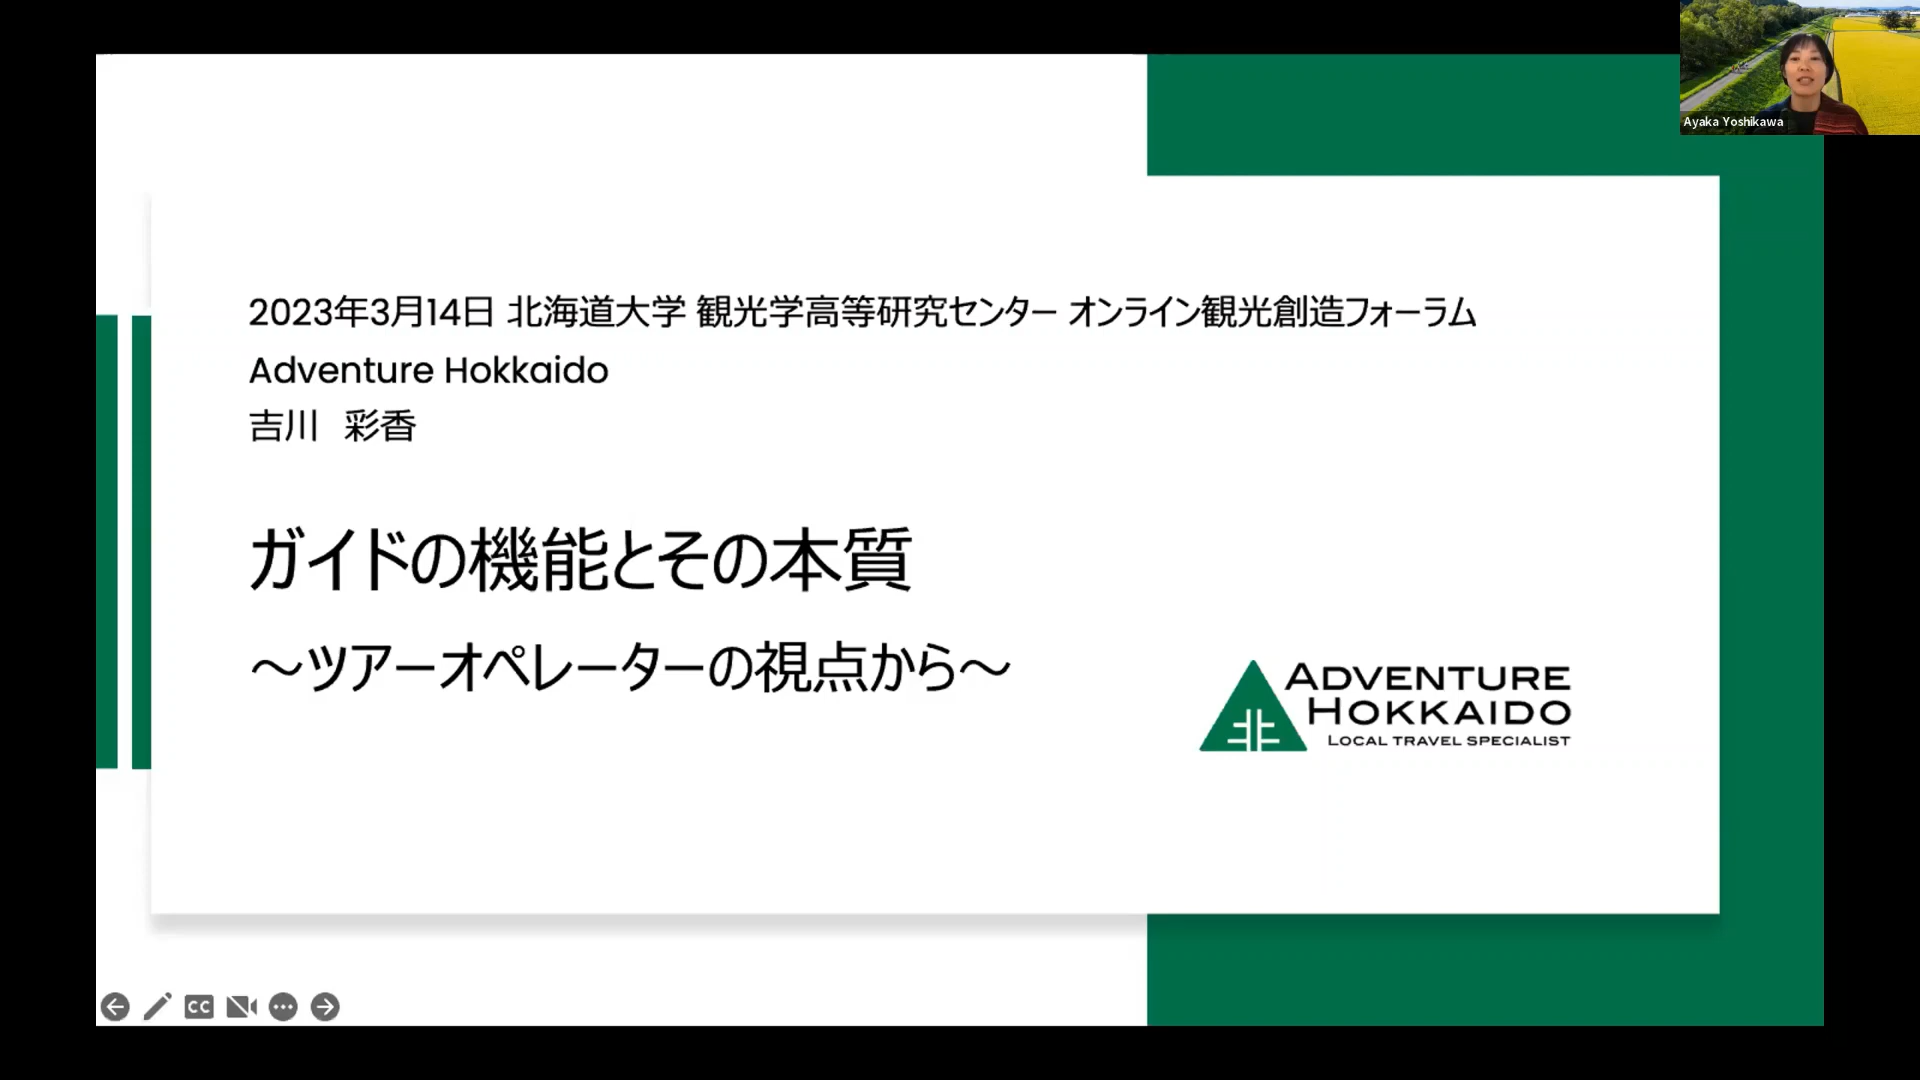 Ayaka Yoshikawa
2023年3月14日 北海道大学 観光学高等研究センター オンライン観光創造フォーラム
Adventure Hokkaido
吉川　彩香
ガイドの機能とその本質
～ツアーオペレーターの視点から～
ADVENTURE
HOKKAIDO
LOCAL TRAVEL SPECIALIST
北
CC